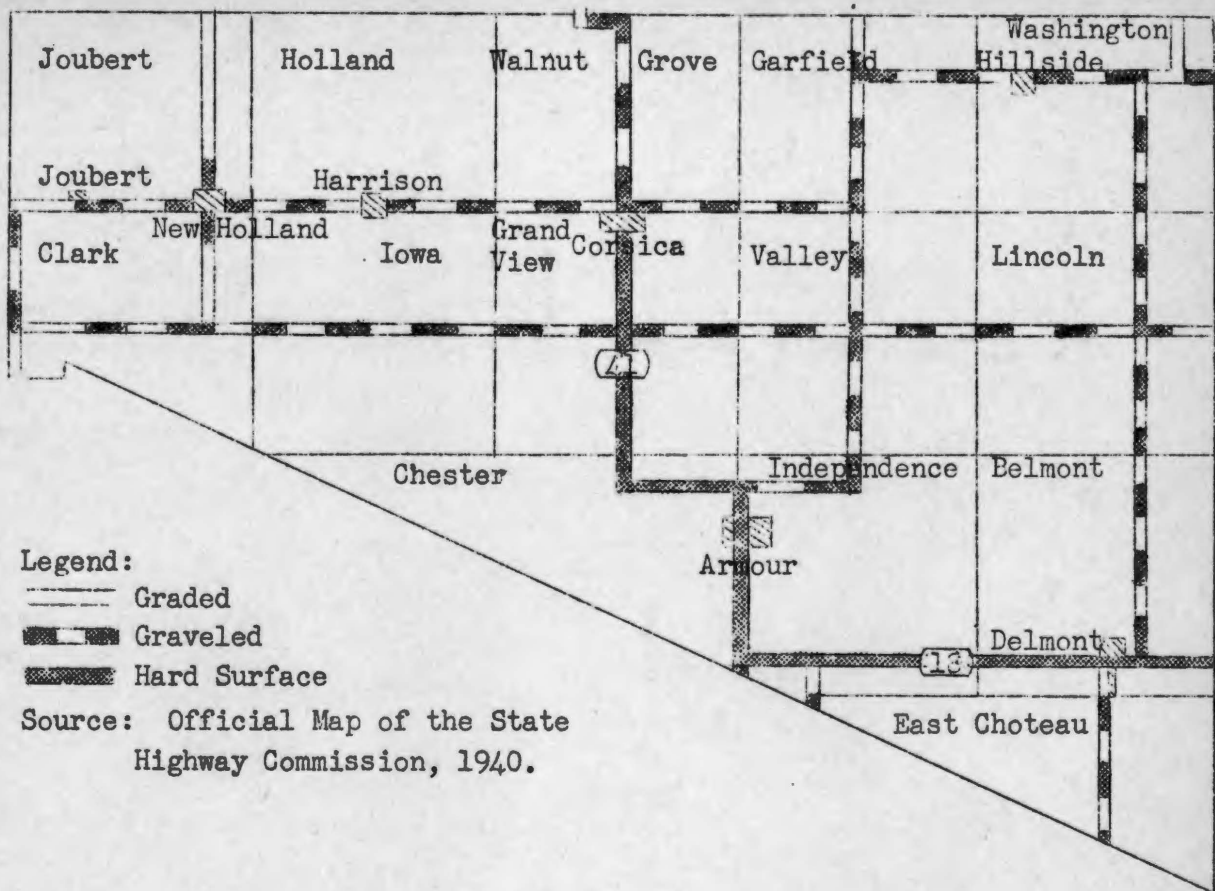 Washington
Joubert Holland Walnut Grove Garfield Hillside
Joubert Harrison
New Holland Grand
Clark Iowa View Corsica Valley Lincoln
41
Chester Independence Belmont
Armour
Legend:
Graded
Graveled
Hard Surface
Delmont
Source: Official Map of the State
Highway Commission, 1940.
East Choteau